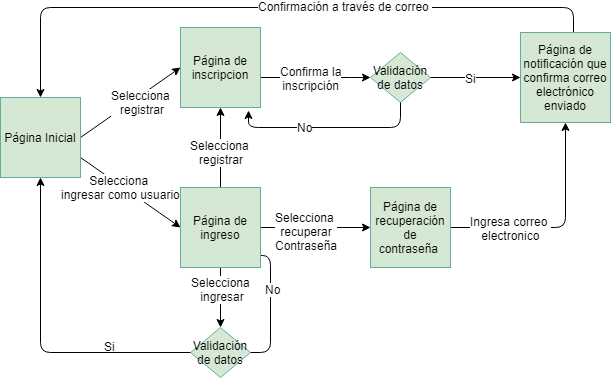 Confirmación a través de correo
Página de
inscripcion
Confirma la
inscripción
Validación
de datos
Si
Página de
notificación que
confirma correo
electrónico
enviado
Selecciona
registrar
Página Inicial
No
Selecciona
registrar
Selecciona
ingresar como usuario
Página de
ingreso
Selecciona
recuperar
Contraseña
Página de
recuperación
de
contraseña
Ingresa correo
electronico
Selecciona
ingresar
No
Si
Válidación
de datos